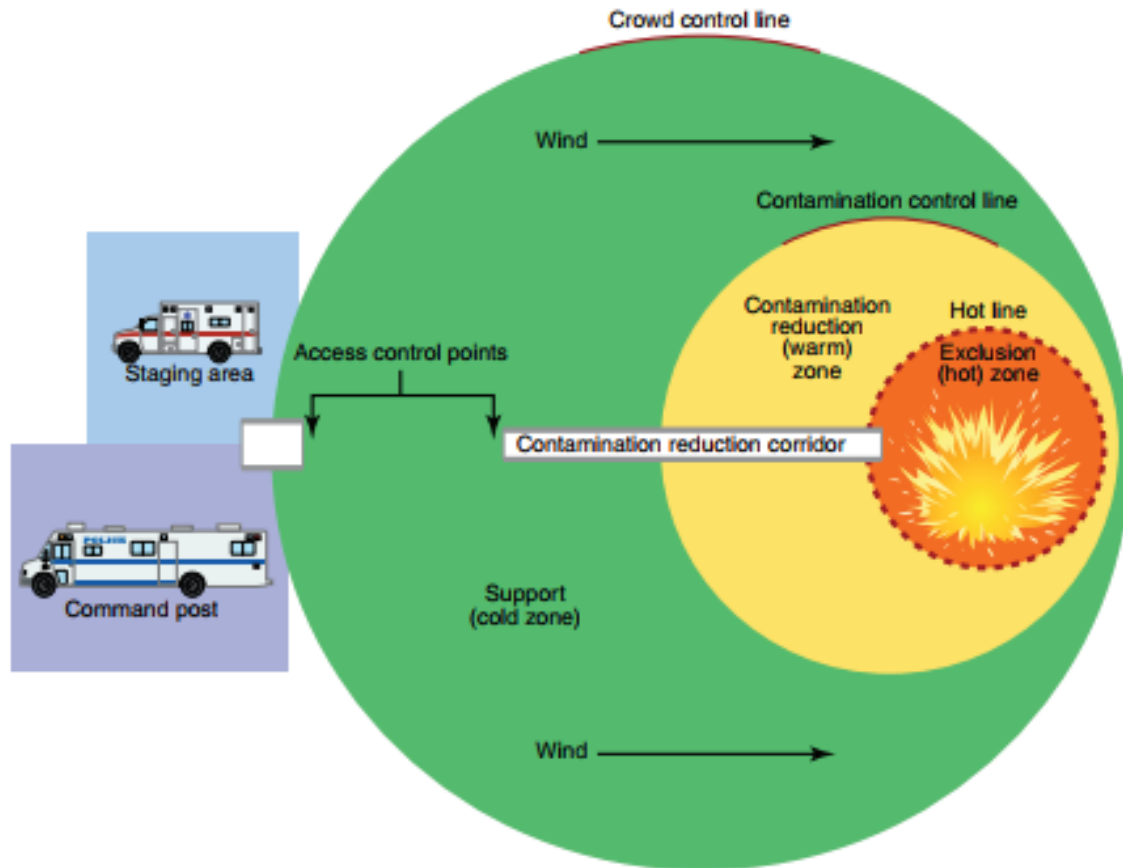 Crowd control line
Wind
Contamination control line
Contamination
reduction
(warm)
zone
Hot line
Exclusion
(hot) zone
Access control points
Staging area
Contamination reduction corridor
POLICE
Command post
Support
(cold zone)
Wind